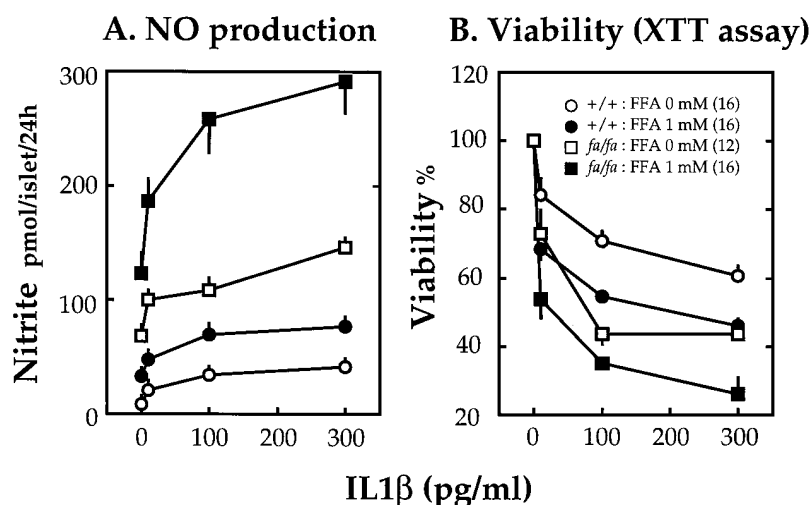 A. NO production
B. Viability (XTT assay)
Nitrite pmol/islet/24h
300
200
100
0
0 100 200 300
Viability %
120
100
80
60
40
20
0 100 200 300
+/+ : FFA 0 mM (16)
+/+ : FFA 1 mM (16)
fa/fa : FFA 0 mM (12)
fa/fa : FFA 1 mM (16)
IL1β (pg/ml)